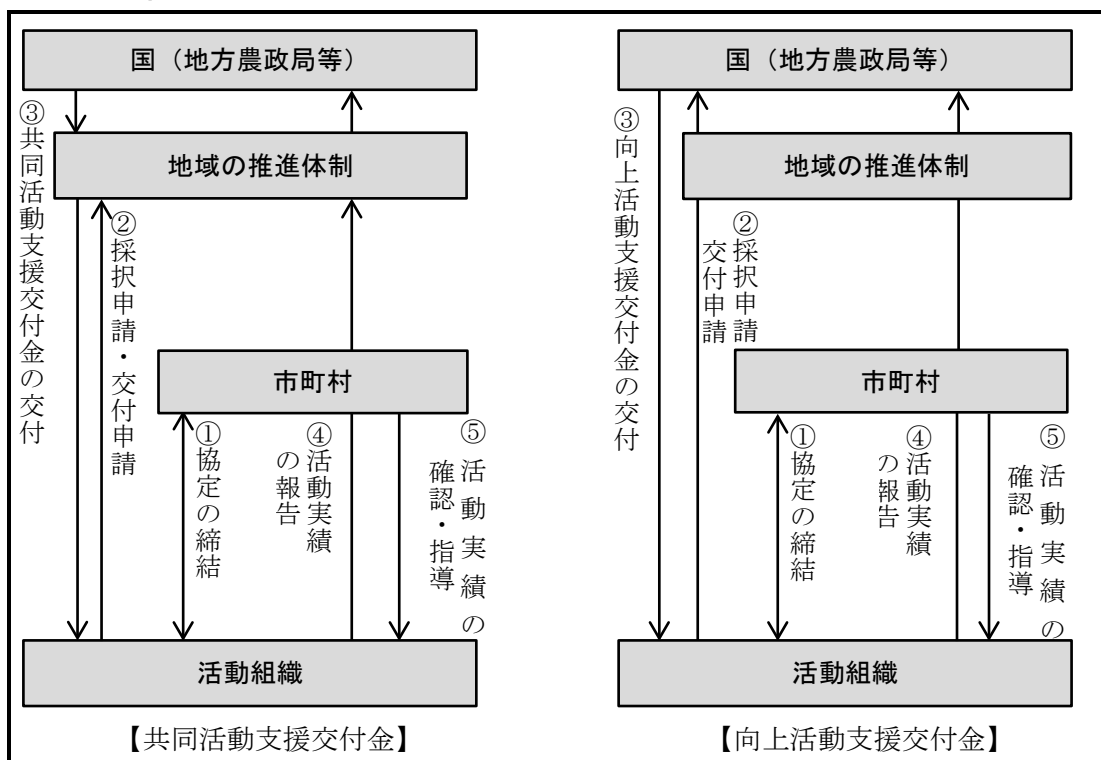 国（地方農政局等）
地域の推進体制
③共同活動支援交付金の交付
②採択申請・交付申請
市町村
①協定の締結
④活動実績
の報告
⑤活動実績の
確認・指導
活動組織
【共同活動支援交付金】
国（地方農政局等）
地域の推進体制
③向上活動支援交付金の交付
②採択申請
交付申請
市町村
①協定の締結
④活動実績
の報告
⑤活動実績の
確認・指導
活動組織
【向上活動支援交付金】